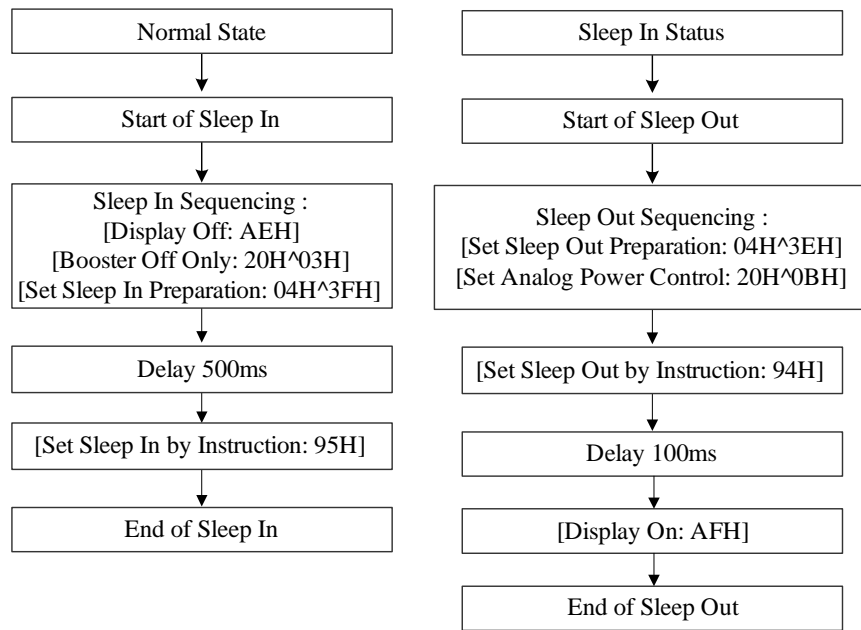 Normal State
Start of Sleep In
Sleep In Sequencing :
[Display Off: AEH]
[Booster Off Only: 20H^03H]
[Set Sleep In Preparation: 04H^3FH]
Delay 500ms
[Set Sleep In by Instruction: 95H]
End of Sleep In
Sleep In Status
Start of Sleep Out
Sleep Out Sequencing :
[Set Sleep Out Preparation: 04H^3EH]
[Set Analog Power Control: 20H^0BH]
[Set Sleep Out by Instruction: 94H]
Delay 100ms
[Display On: AFH]
End of Sleep Out